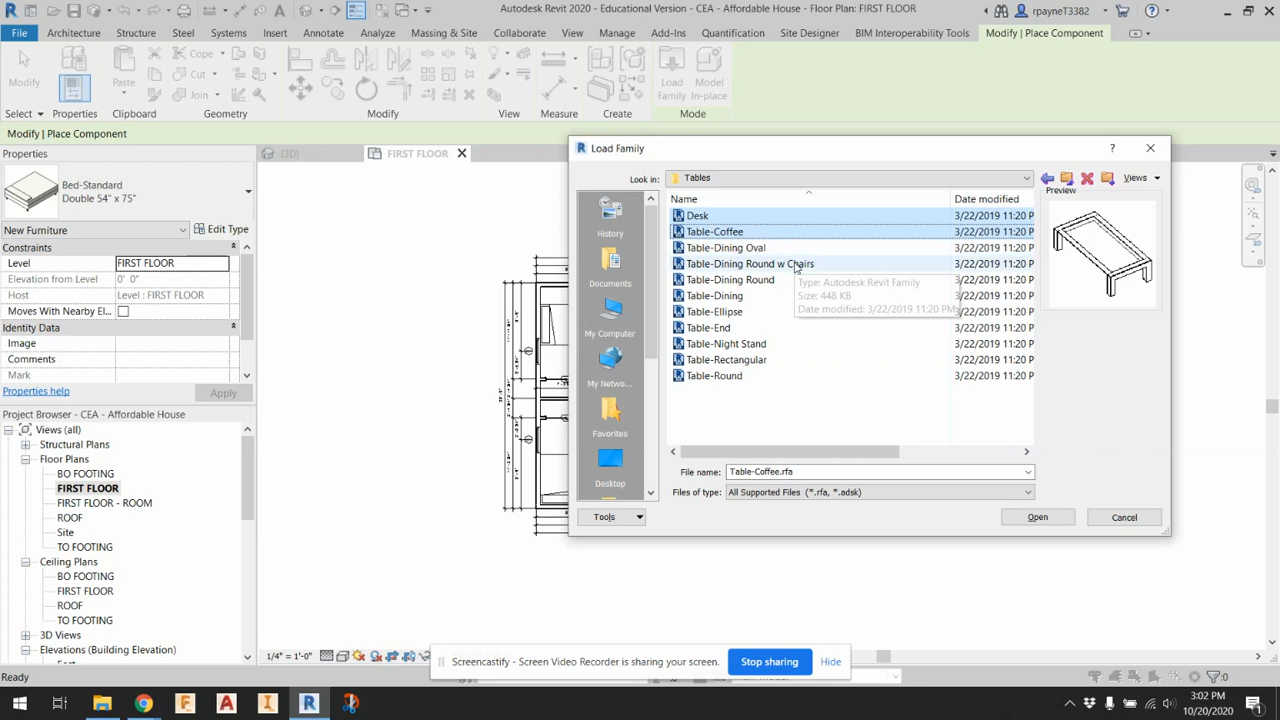 Autodesk Revit 2020 - Educational Version - CEA - Affordable House - Floor Plan: FIRST FLOOR
rpayneT3382
File Architecture Structure Steel Systems Insert Annotate Analyze Massing & Site Collaborate View Manage Add-Ins Quantification Site Designer BIM Interoperability Tools Modify | Place Component
Modify
Paste
Cope
Cut
Join
Load Family
Model In-place
Select Properties Clipboard Geometry Modify View Measure Create Mode
Modify | Place Component
Properties
Bed-Standard
Double 54" x 75"
New Furniture
Edit Type
Constraints
Level FIRST FLOOR
Elevation from Level 0' 0"
Host Level : FIRST FLOOR
Moves With Nearby El...
Identity Data
Image
Comments
Mark
Properties help
Apply
Project Browser - CEA - Affordable House
Views (all)
Structural Plans
Floor Plans
BO FOOTING
FIRST FLOOR
FIRST FLOOR - ROOM
ROOF
Site
TO FOOTING
Ceiling Plans
BO FOOTING
FIRST FLOOR
ROOF
TO FOOTING
3D Views
Elevations (Building Elevation)
East
Ready
{3D}
FIRST FLOOR
Load Family
Look in: Tables
Views
History
Documents
My Computer
My Netwo...
Favorites
Desktop
Name Date modified
Desk 3/22/2019 11:20 P
Table-Coffee 3/22/2019 11:20 P
Table-Dining Oval 3/22/2019 11:20 P
Table-Dining Round w Chairs 3/22/2019 11:20 P
Table-Dining Round 3/22/2019 11:20 P
Table-Dining 3/22/2019 11:20 P
Table-Ellipse 3/22/2019 11:20 P
Table-End 3/22/2019 11:20 P
Table-Night Stand 3/22/2019 11:20 P
Table-Rectangular 3/22/2019 11:20 P
Table-Round 3/22/2019 11:20 P
Type: Autodesk Revit Family
Size: 448 KB
Date modified: 3/22/2019 11:20 PM
Preview
File name: Table-Coffee.rfa
Files of type: All Supported Files (*.rfa, *.adsk)
Tools
Open
Cancel
1/4" = 1'-0"
Screencastify - Screen Video Recorder is sharing your screen.
Stop sharing
Hide
:0
3:02 PM
10/20/2020